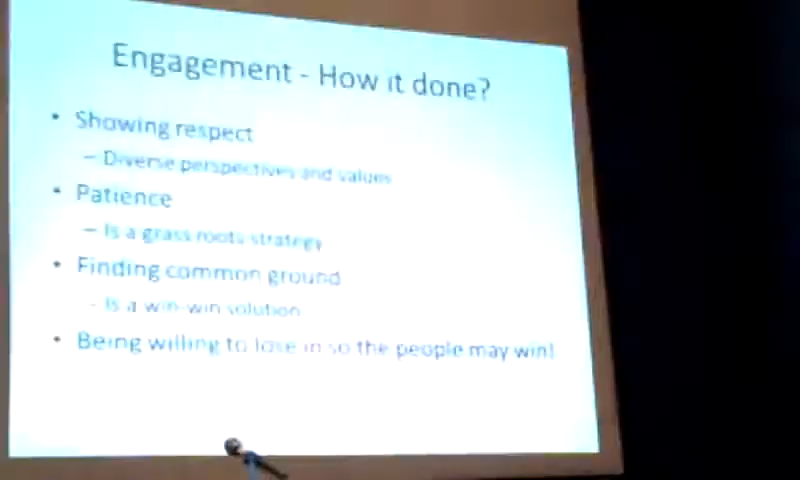 Engagement - How it done?
• Showing respect
– Diverse perspectives and values
• Patience
– Is a grass roots strategy
• Finding common ground
- Is a win-win solution
• Being willing to lose in so the people may win!